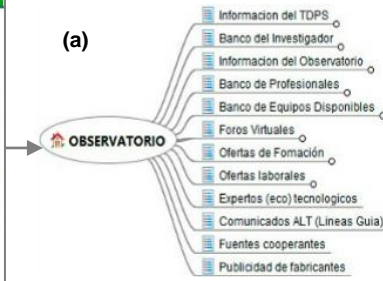 (a)
OBSERVATORIO
Informacion del TDPS
Banco del Investigador
Informacion del Observatorio
Banco de Profesionales
Banco de Equipos Disponibles
Foros Virtuales
Ofertas de Fomación
Ofertas laborales
Expertos (eco) tecnologicos
Comunicados ALT (Lineas Guia)
Fuentes cooperantes
Publicidad de fabricantes